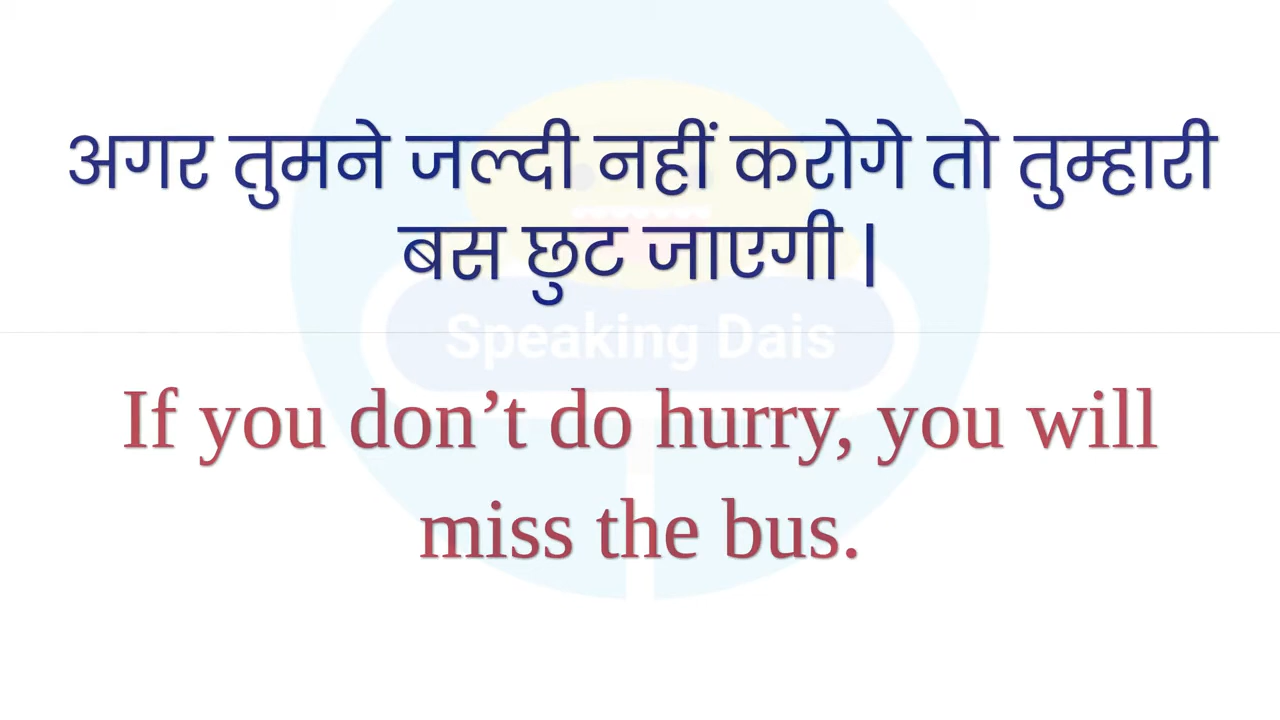 अगर तुमने जल्दी नहीं करोगे तो तुम्हारी
बस छुट जाएगी |
Speaking Dais
If you don’t do hurry, you will
miss the bus.